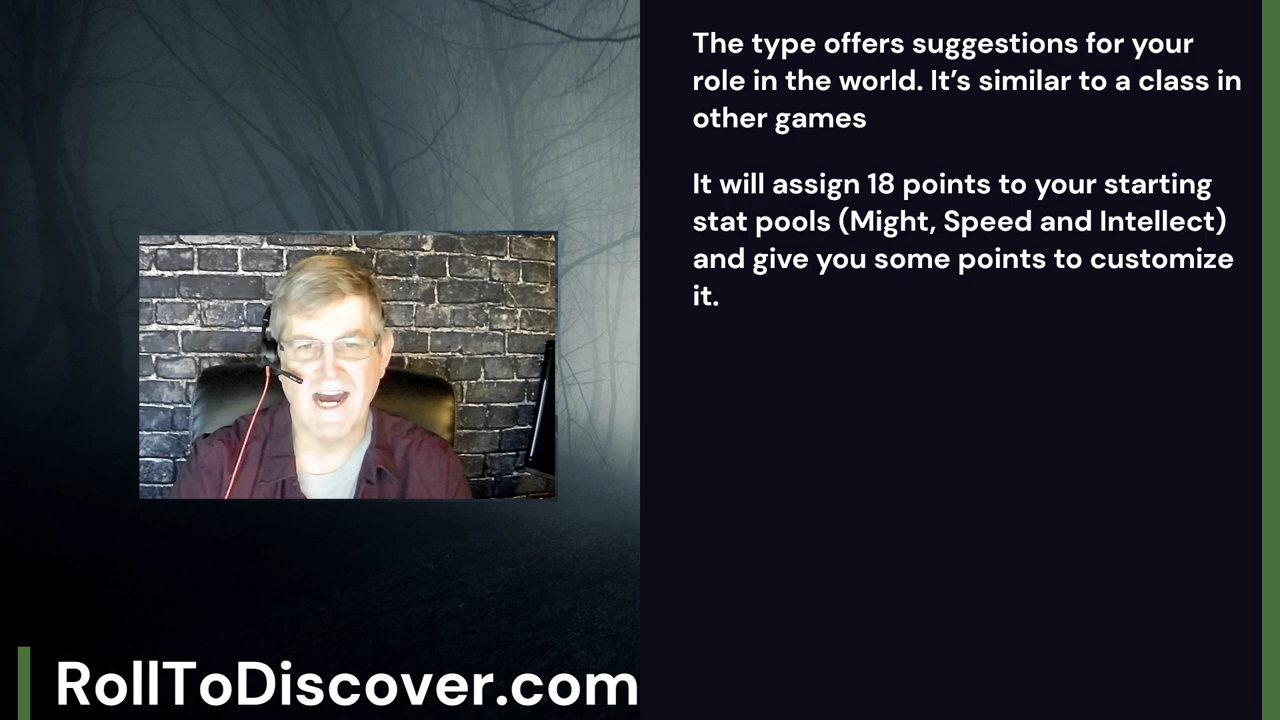 The type offers suggestions for your
role in the world. It’s similar to a class in
other games
It will assign 18 points to your starting
stat pools (Might, Speed and Intellect)
and give you some points to customize
it.
RollToDiscover.com